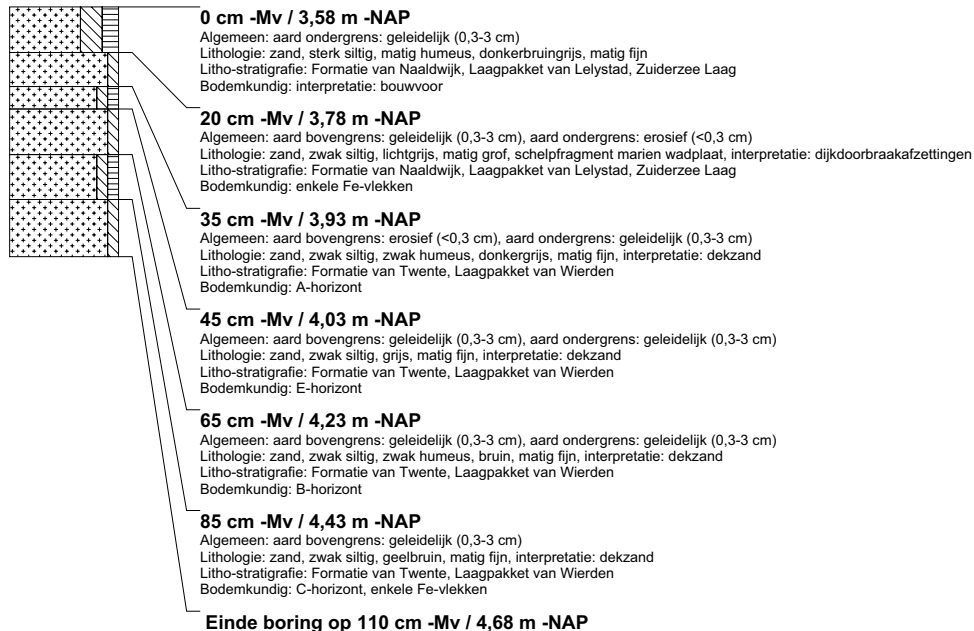 0 cm -Mv / 3,58 m -NAP
Algemeen: aard ondergrens: geleidelijk (0,3-3 cm)
Lithologie: zand, sterk siltig, matig humeus, donkerbruingrijs, matig fijn
Litho-stratigrafie: Formatie van Naaldwijk, Laagpakket van Lelystad, Zuiderzee Laag
Bodemkundig: interpretatie: bouwvoor
20 cm -Mv / 3,78 m -NAP
Algemeen: aard bovengrens: geleidelijk (0,3-3 cm), aard ondergrens: erosief (<0,3 cm)
Lithologie: zand, zwak siltig, lichtgrijs, matig grof, schelpfragment marien wadplaat, interpretatie: dijkdoorbraakafzettingen
Litho-stratigrafie: Formatie van Naaldwijk, Laagpakket van Lelystad, Zuiderzee Laag
Bodemkundig: enkele Fe-vlekken
35 cm -Mv / 3,93 m -NAP
Algemeen: aard bovengrens: erosief (<0,3 cm), aard ondergrens: geleidelijk (0,3-3 cm)
Lithologie: zand, zwak siltig, zwak humeus, donkergrijs, matig fijn, interpretatie: dekzand
Litho-stratigrafie: Formatie van Twente, Laagpakket van Wierden
Bodemkundig: A-horizont
45 cm -Mv / 4,03 m -NAP
Algemeen: aard bovengrens: geleidelijk (0,3-3 cm), aard ondergrens: geleidelijk (0,3-3 cm)
Lithologie: zand, zwak siltig, grijs, matig fijn, interpretatie: dekzand
Litho-stratigrafie: Formatie van Twente, Laagpakket van Wierden
Bodemkundig: E-horizont
65 cm -Mv / 4,23 m -NAP
Algemeen: aard bovengrens: geleidelijk (0,3-3 cm), aard ondergrens: geleidelijk (0,3-3 cm)
Lithologie: zand, zwak siltig, zwak humeus, bruin, matig fijn, interpretatie: dekzand
Litho-stratigrafie: Formatie van Twente, Laagpakket van Wierden
Bodemkundig: B-horizont
85 cm -Mv / 4,43 m -NAP
Algemeen: aard bovengrens: geleidelijk (0,3-3 cm)
Lithologie: zand, zwak siltig, geelbruin, matig fijn, interpretatie: dekzand
Litho-stratigrafie: Formatie van Twente, Laagpakket van Wierden
Bodemkundig: C-horizont, enkele Fe-vlekken
Einde boring op 110 cm -Mv / 4,68 m -NAP